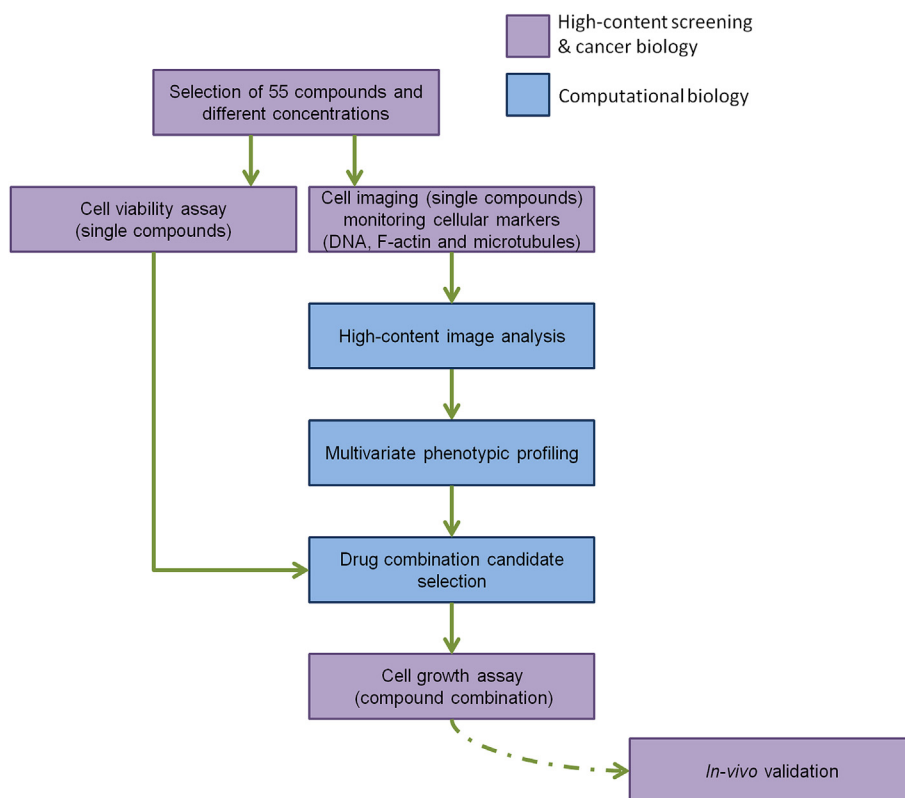 High-content screening
& cancer biology
Computational biology
Selection of 55 compounds and
different concentrations
Cell viability assay
(single compounds)
Cell imaging (single compounds)
monitoring cellular markers
(DNA, F-actin and microtubules)
High-content image analysis
Multivariate phenotypic profiling
Drug combination candidate
selection
Cell growth assay
(compound combination)
In-vivo validation